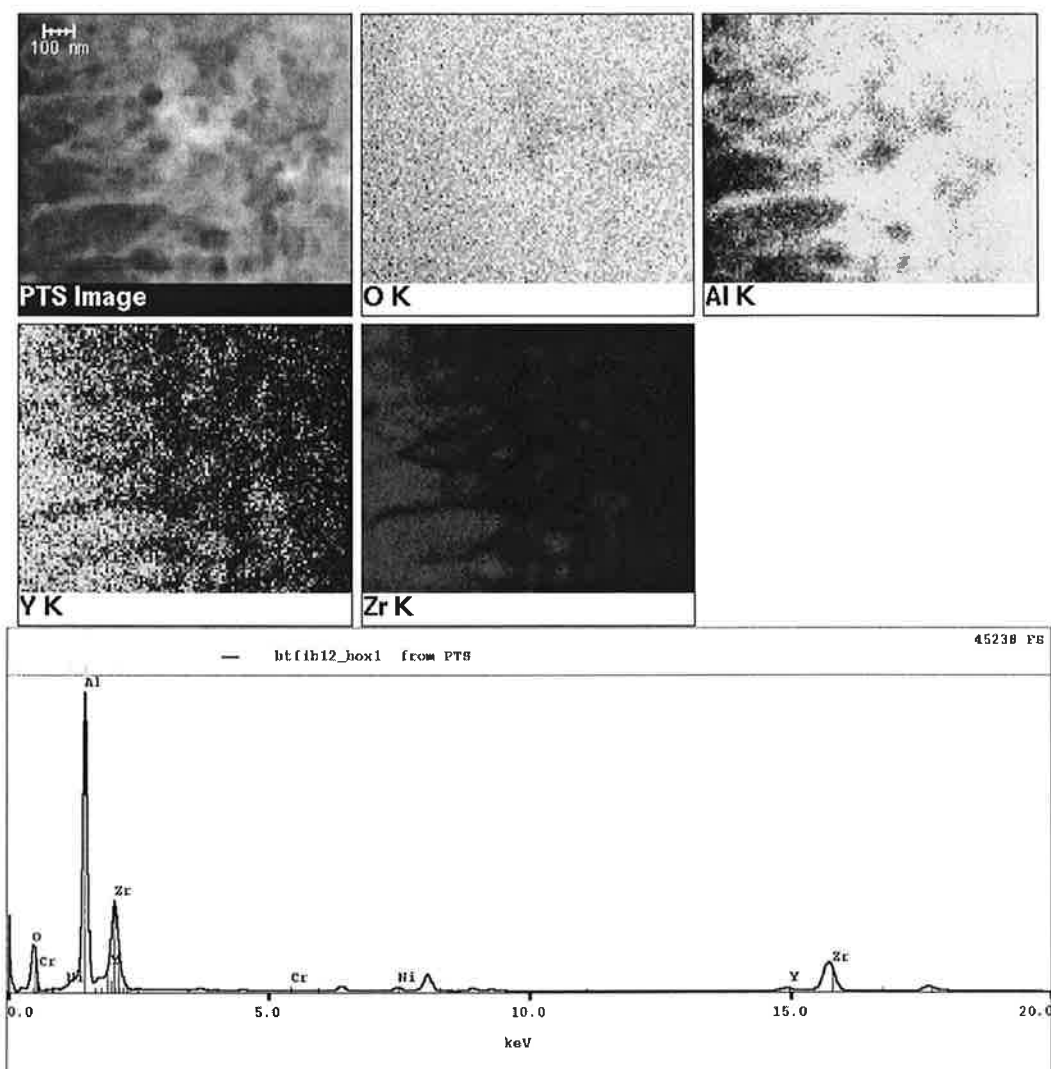 100 nm
PTS Image
O K
Al K
Y K
Zr K
45238 FS
btfib12_box1 from PTS
Al
Zr
O
Cr
Cr
Ni
Y
Zr
0.0
5.0
10.0
15.0
20.0
keV